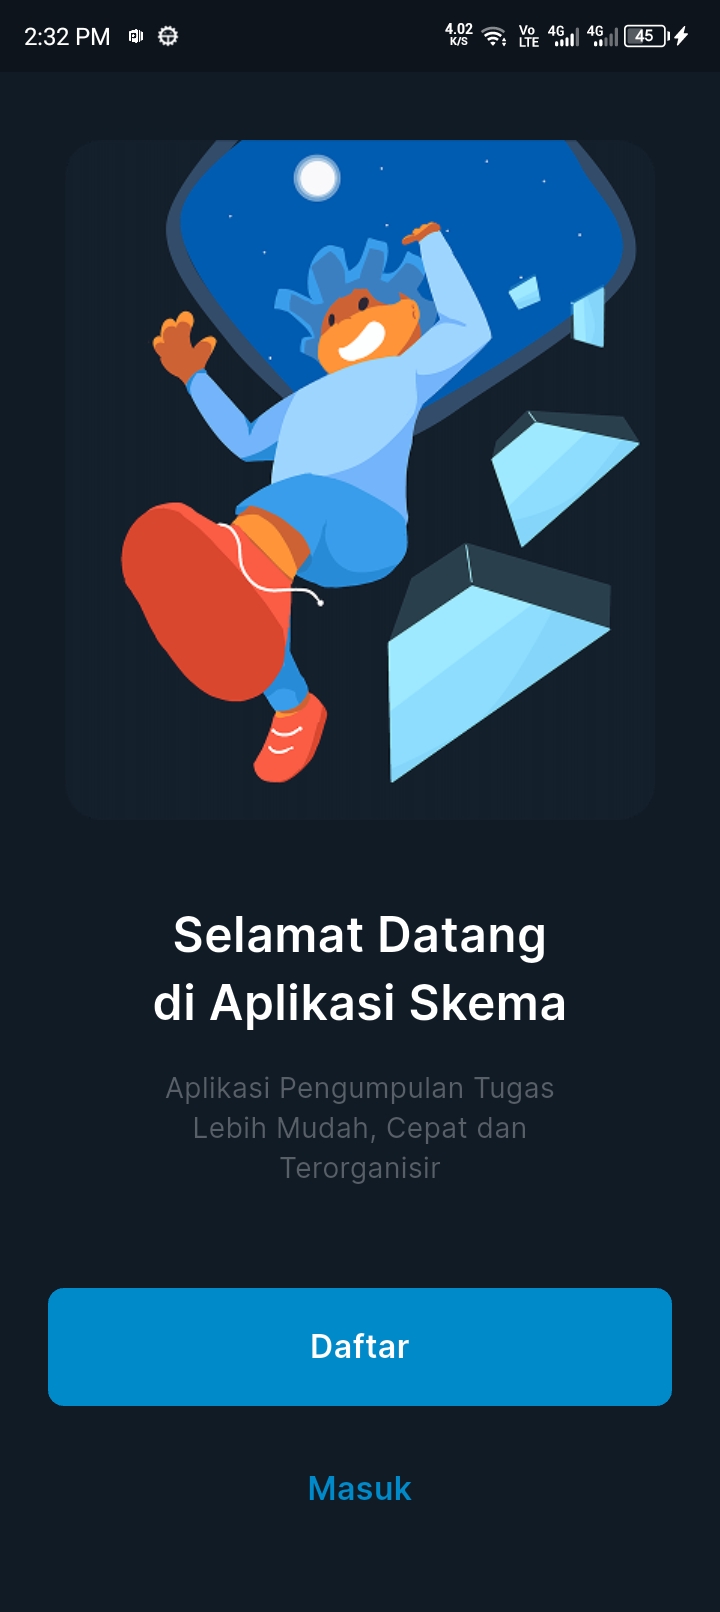 2:32 PM
4.02
K/S
Vo
LTE
4G
4G
45
Selamat Datang
di Aplikasi Skema
Aplikasi Pengumpulan Tugas
Lebih Mudah, Cepat dan
Terorganisir
Daftar
Masuk